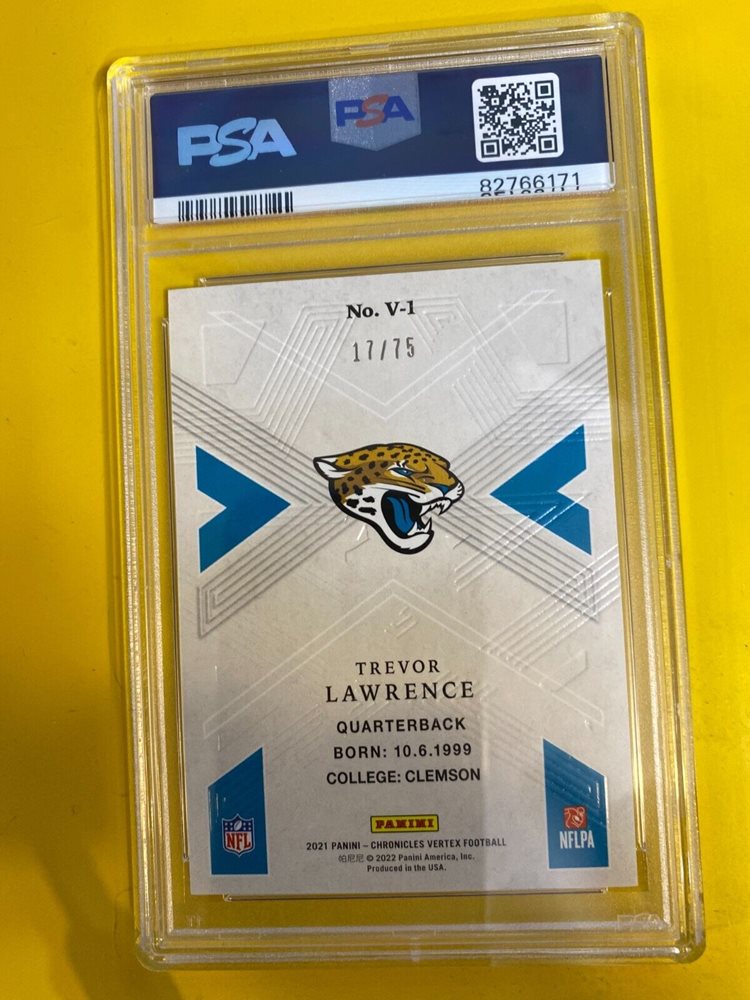 PSA
PSA
82766171
No. V-1
17/75
TREVOR
LAWRENCE
QUARTERBACK
BORN: 10.6.1999
COLLEGE: CLEMSON
PANINI
NFL
NFLPA
2021 PANINI – CHRONICLES VERTEX FOOTBALL
帕尼尼 © 2022 Panini America, Inc.
Produced in the USA.